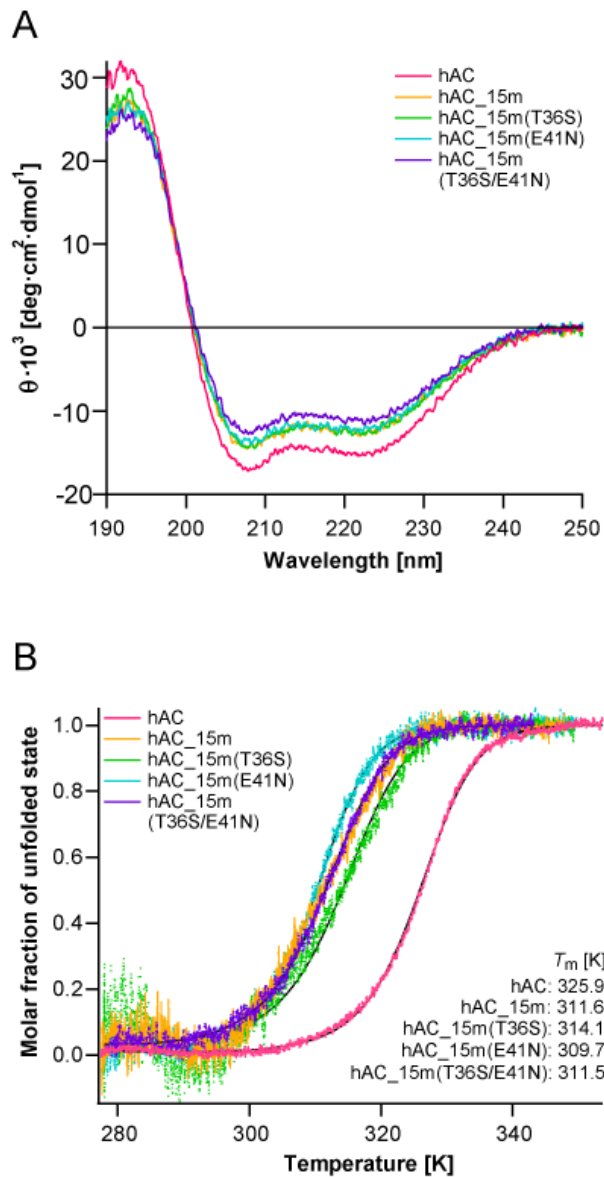 A
hAC
hAC_15m
hAC_15m(T36S)
hAC_15m(E41N)
hAC_15m
(T36S/E41N)
30
20
10
0
-10
-20
θ·10³ [deg·cm²·dmol¹]
190 200 210 220 230 240 250
Wavelength [nm]
B
hAC
hAC_15m
hAC_15m(T36S)
hAC_15m(E41N)
hAC_15m
(T36S/E41N)
1.0
0.8
0.6
0.4
0.2
0.0
Molar fraction of unfolded state
Tm [K]
hAC: 325.9
hAC_15m: 311.6
hAC_15m(T36S): 314.1
hAC_15m(E41N): 309.7
hAC_15m(T36S/E41N): 311.5
280 300 320 340
Temperature [K]